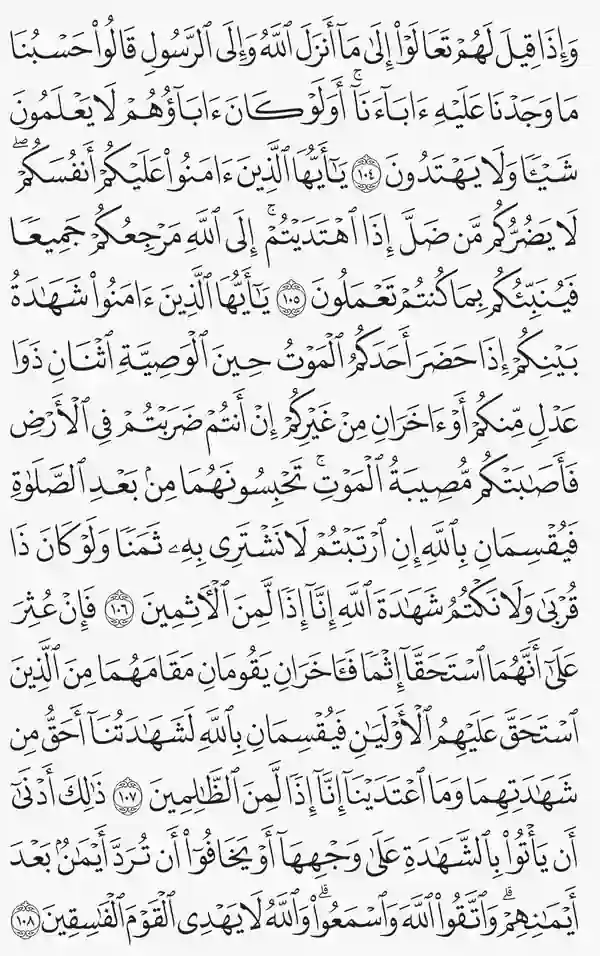 وَإِذَا قِيلَ لَهُمْ تَعَالَوْا۟ إِلَىٰ مَآ أَنزَلَ ٱللَّهُ وَإِلَى ٱلرَّسُولِ قَالُوا۟ حَسْبُنَا
مَا وَجَدْنَا عَلَيْهِ ءَابَآءَنَآ ۚ أَوَلَوْ كَانَ ءَابَآؤُهُمْ لَا يَعْلَمُونَ
شَيْـًٔا وَلَا يَهْتَدُونَ ١٠٤ يَـٰٓأَيُّهَا ٱلَّذِينَ ءَامَنُوا۟ عَلَيْكُمْ أَنفُسَكُمْ ۖ
لَا يَضُرُّكُم مَّن ضَلَّ إِذَا ٱهْتَدَيْتُمْ ۚ إِلَى ٱللَّهِ مَرْجِعُكُمْ جَمِيعًا
فَيُنَبِّئُكُم بِمَا كُنتُمْ تَعْمَلُونَ ١٠٥ يَـٰٓأَيُّهَا ٱلَّذِينَ ءَامَنُوا۟ شَهَـٰدَةُ
بَيْنِكُمْ إِذَا حَضَرَ أَحَدَكُمُ ٱلْمَوْتُ حِينَ ٱلْوَصِيَّةِ ٱثْنَانِ ذَوَا
عَدْلٍ مِّنكُمْ أَوْ ءَاخَرَانِ مِنْ غَيْرِكُمْ إِنْ أَنتُمْ ضَرَبْتُمْ فِى ٱلْأَرْضِ
فَأَصَـٰبَتْكُم مُّصِيبَةُ ٱلْمَوْتِ ۚ تَحْبِسُونَهُمَا مِنۢ بَعْدِ ٱلصَّلَوٰةِ
فَيُقْسِمَانِ بِٱللَّهِ إِنِ ٱرْتَبْتُمْ لَا نَشْتَرِى بِهِۦ ثَمَنًا وَلَوْ كَانَ ذَا
قُرْبَىٰ ۙ وَلَا نَكْتُمُ شَهَـٰدَةَ ٱللَّهِ إِنَّآ إِذًا لَّمِنَ ٱلْـَٔاثِمِينَ ١٠٦ فَإِنْ عُثِرَ
عَلَىٰٓ أَنَّهُمَا ٱسْتَحَقَّآ إِثْمًا فَـَٔاخَرَانِ يَقُومَانِ مَقَامَهُمَا مِنَ ٱلَّذِينَ
ٱسْتَحَقَّ عَلَيْهِمُ ٱلْأَوْلَيَـٰنِ فَيُقْسِمَانِ بِٱللَّهِ لَشَهَـٰدَتُنَآ أَحَقُّ مِن
شَهَـٰدَتِهِمَا وَمَا ٱعْتَدَيْنَآ إِنَّآ إِذًا لَّمِنَ ٱلظَّـٰلِمِينَ ١٠٧ ذَٰلِكَ أَدْنَىٰٓ
أَن يَأْتُوا۟ بِٱلشَّهَـٰدَةِ عَلَىٰ وَجْهِهَآ أَوْ يَخَافُوٓا۟ أَن تُرَدَّ أَيْمَـٰنٌۢ بَعْدَ
أَيْمَـٰنِهِمْ ۗ وَٱتَّقُوا۟ ٱللَّهَ وَٱسْمَعُوا۟ ۗ وَٱللَّهُ لَا يَهْدِى ٱلْقَوْمَ ٱلْفَـٰسِقِينَ ١٠٨